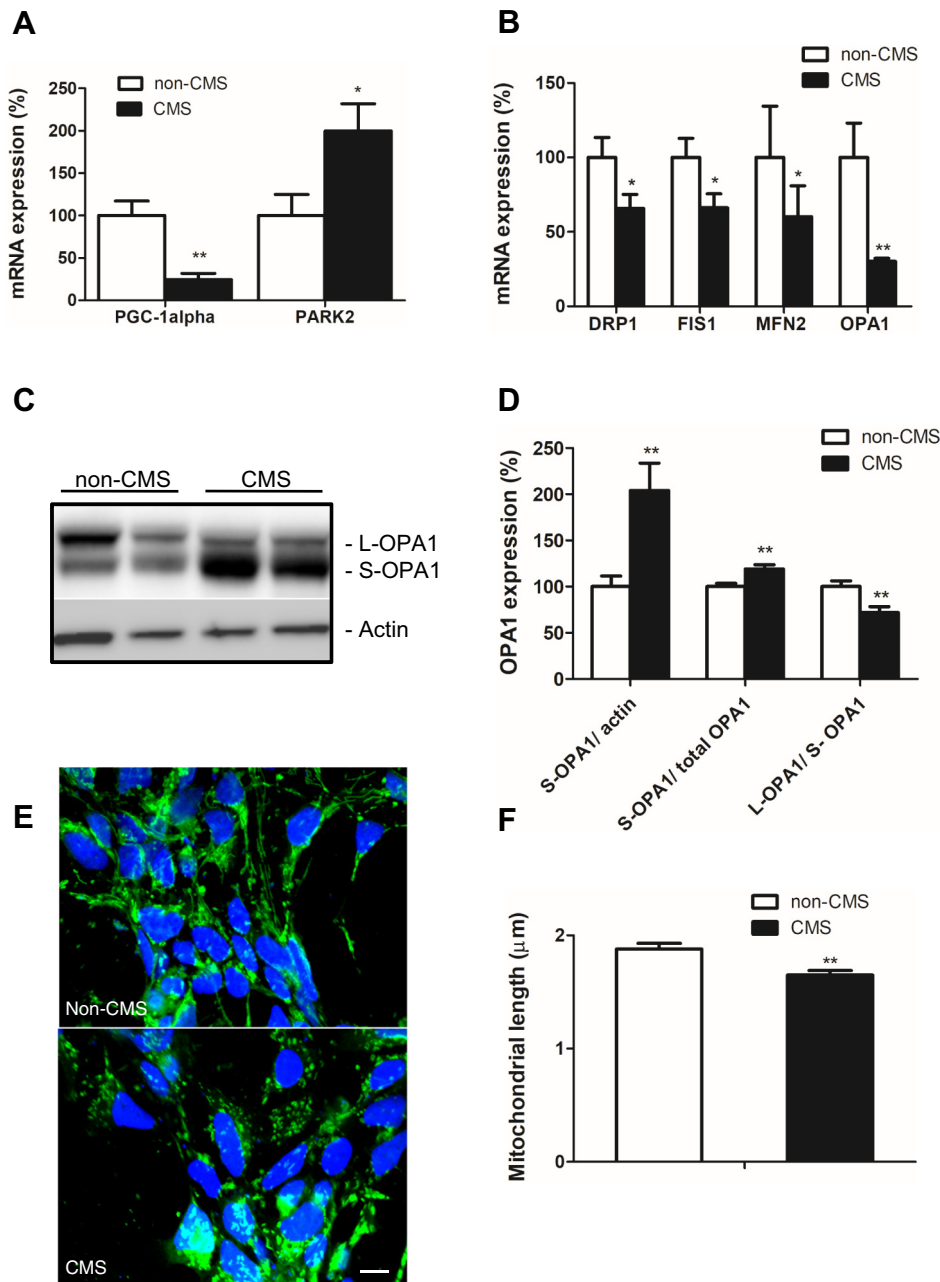 A
non-CMS
CMS
mRNA expression (%)
250
200
150
100
50
0
**
*
PGC-1alpha PARK2
B
non-CMS
CMS
mRNA expression (%)
150
100
50
0
* * * **
DRP1 FIS1 MFN2 OPA1
C
non-CMS CMS
- L-OPA1
- S-OPA1
- Actin
D
non-CMS
CMS
OPA1 expression (%)
250
200
150
100
50
0
** ** **
S-OPA1/ actin
S-OPA1/ total OPA1
L-OPA1/ S- OPA1
E
Non-CMS
CMS
F
non-CMS
CMS
Mitochondrial length (μm)
2
1
0
**